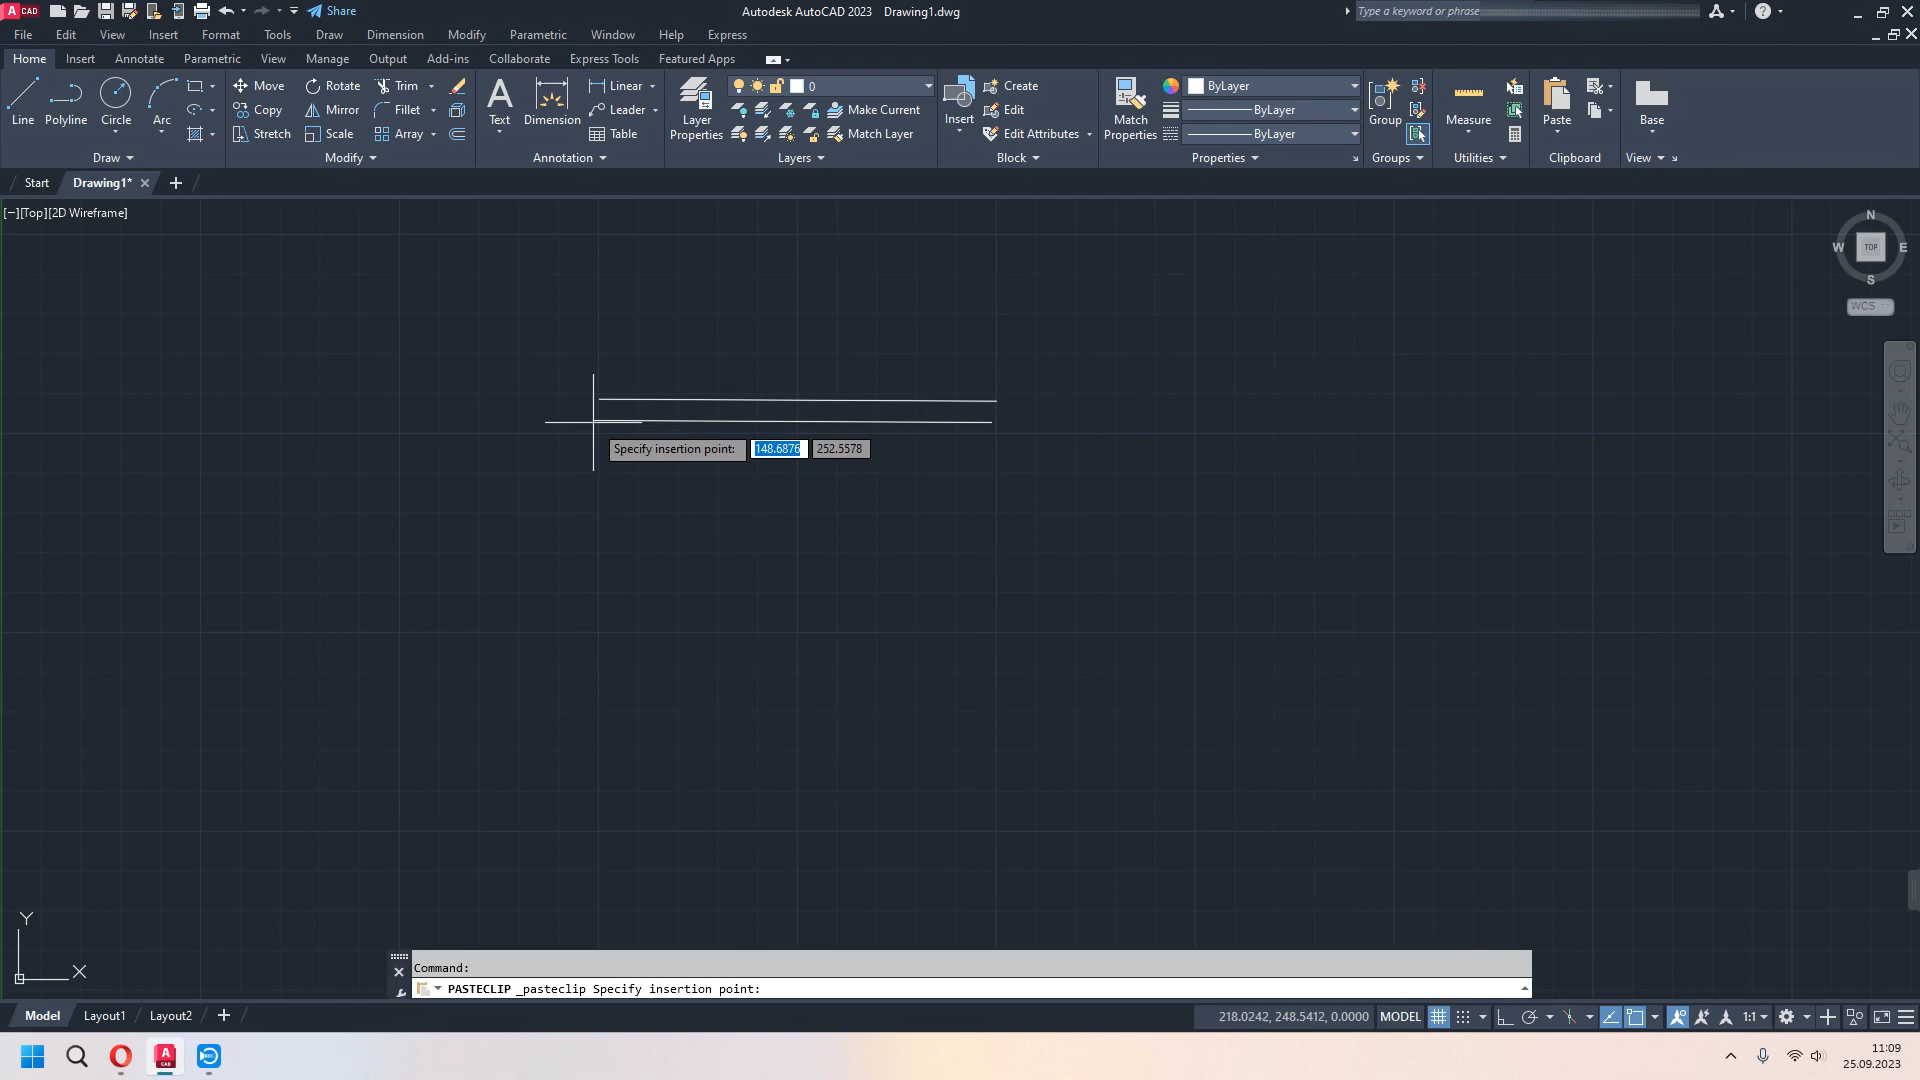 A CAD Share Autodesk AutoCAD 2023 Drawing1.dwg Type a keyword or phrase
File Edit View Insert Format Tools Draw Dimension Modify Parametric Window Help Express
Home Insert Annotate Parametric View Manage Output Add-ins Collaborate Express Tools Featured Apps
Move Rotate Trim Linear 0 Create ByLayer
Line Polyline Circle Arc Copy Mirror Fillet Text Dimension Leader Layer Properties Make Current Insert Edit Match Properties ByLayer Group Measure Paste Base
Stretch Scale Array Table Match Layer Edit Attributes ByLayer
Draw Modify Annotation Layers Block Properties Groups Utilities Clipboard View
Start Drawing1*
[−][Top][2D Wireframe]
N
W TOP E
S
WCS
Specify insertion point: 148.6876 252.5578
Y
X
Command:
PASTECLIP _pasteclip Specify insertion point:
Model Layout1 Layout2 218.0242, 248.5412, 0.0000 MODEL 1:1
A CAD REC 11:09
25.09.2023